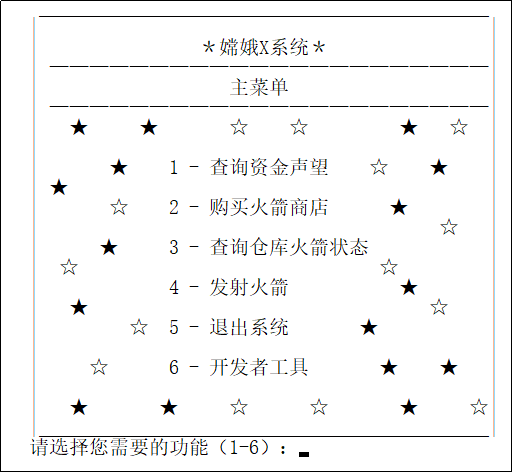 ＊嫦娥X系统＊
主菜单
1 - 查询资金声望
2 - 购买火箭商店
3 - 查询仓库火箭状态
4 - 发射火箭
5 - 退出系统
6 - 开发者工具
请选择您需要的功能（1-6）：